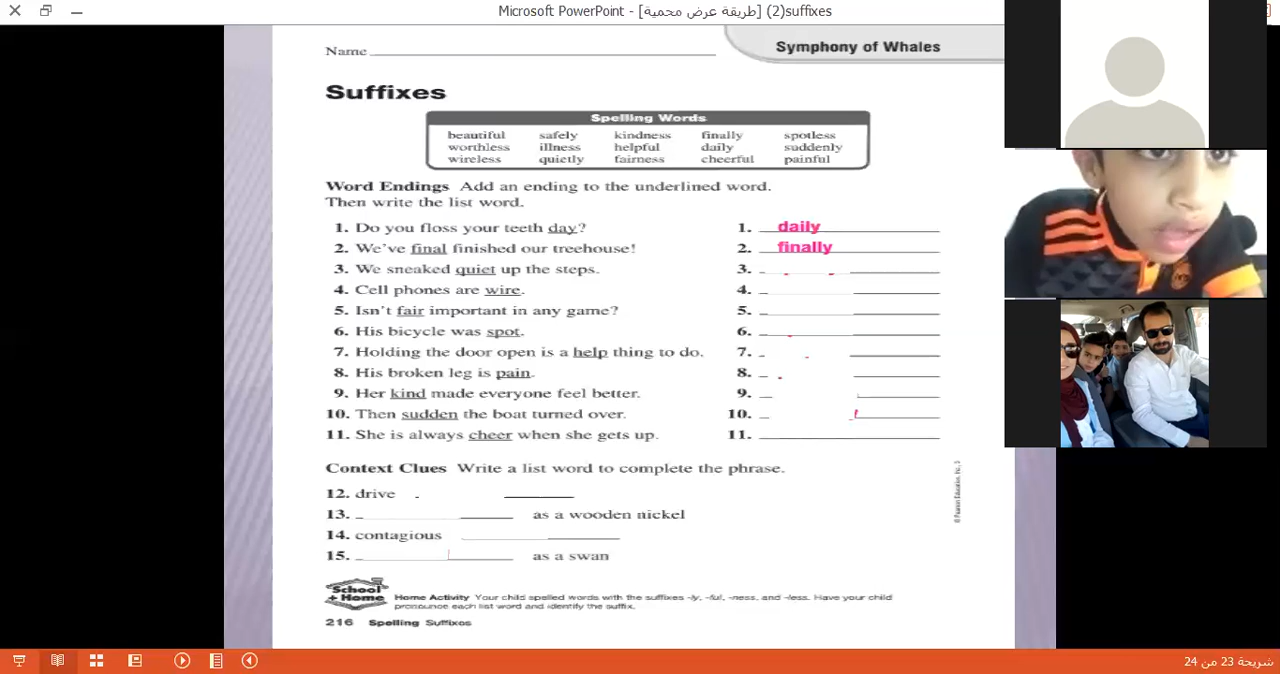 Microsoft PowerPoint - [طريقة عرض محمية] (2)suffixes
Name
Symphony of Whales
Suffixes
Spelling Words
beautiful safely kindness finally spotless
worthless illness helpful daily suddenly
wireless quietly fairness cheerful painful
Word Endings Add an ending to the underlined word.
Then write the list word.
1. Do you floss your teeth day? 1. daily
2. We've final finished our treehouse! 2. finally
3. We sneaked quiet up the steps. 3.
4. Cell phones are wire. 4.
5. Isn't fair important in any game? 5.
6. His bicycle was spot. 6.
7. Holding the door open is a help thing to do. 7.
8. His broken leg is pain. 8.
9. Her kind made everyone feel better. 9.
10. Then sudden the boat turned over. 10.
11. She is always cheer when she gets up. 11.
Context Clues Write a list word to complete the phrase.
12. drive
13. as a wooden nickel
14. contagious
15. as a swan
© Pearson Education, Inc., 3
School + Home
Home Activity Your child spelled words with the suffixes -ly, -ful, -ness, and -less. Have your child
pronounce each list word and identify the suffix.
216 Spelling Suffixes
شريحة 23 من 24